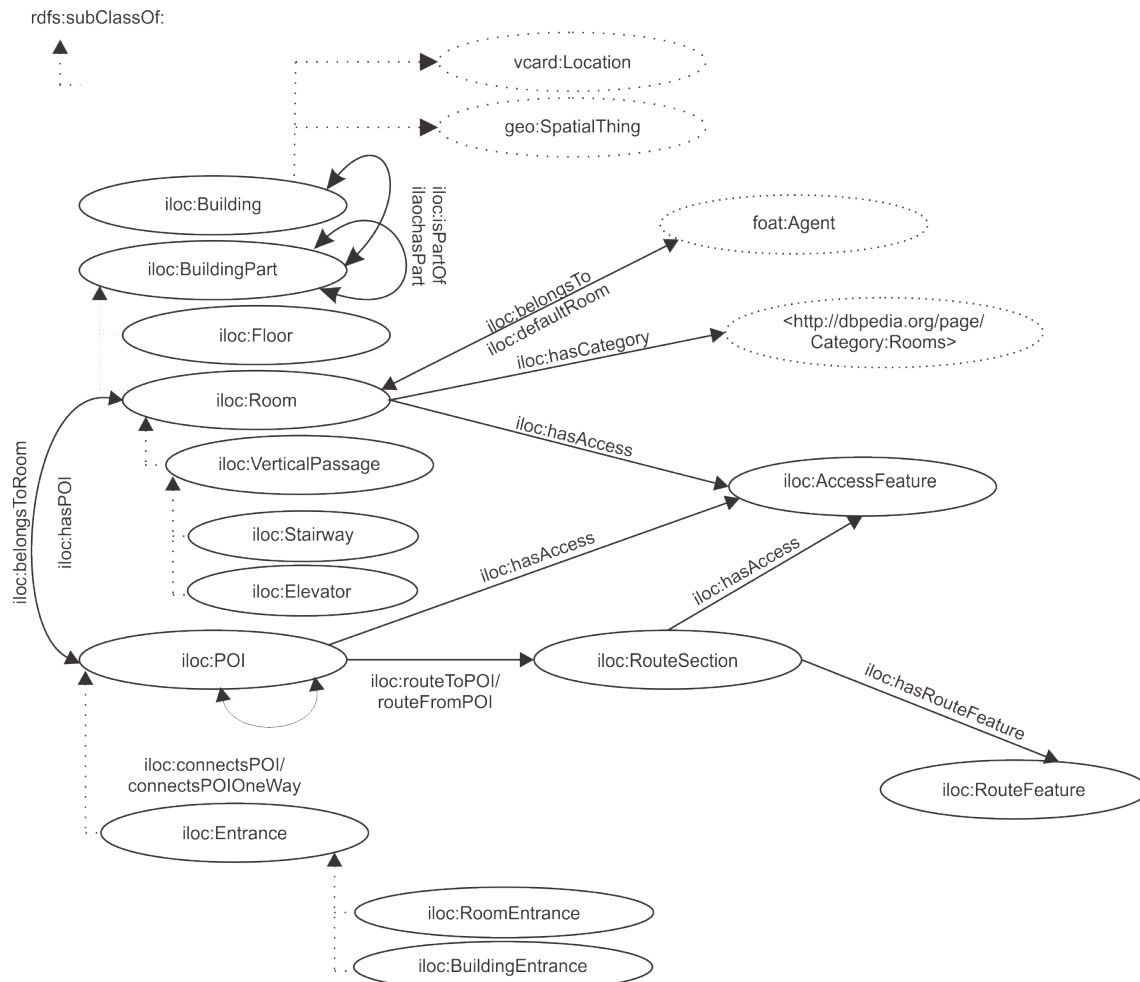 rdfs:subClassOf:
vcard:Location
geo:SpatialThing
iloc:Building
iloc:isPartOf
ilaochasPart
iloc:BuildingPart
foat:Agent
iloc:belongsTo
iloc:defaultRoom
iloc:Floor
<http://dbpedia.org/page/
Category:Rooms>
iloc:hasCategory
iloc:Room
iloc:hasAccess
iloc:VerticalPassage
iloc:AccessFeature
iloc:belongsToRoom
iloc:hasPOI
iloc:Stairway
iloc:hasAccess
iloc:hasAccess
iloc:Elevator
iloc:POI
iloc:RouteSection
iloc:routeToPOI/
routeFromPOI
iloc:hasRouteFeature
iloc:connectsPOI/
connectsPOIOneWay
iloc:RouteFeature
iloc:Entrance
iloc:RoomEntrance
iloc:BuildingEntrance